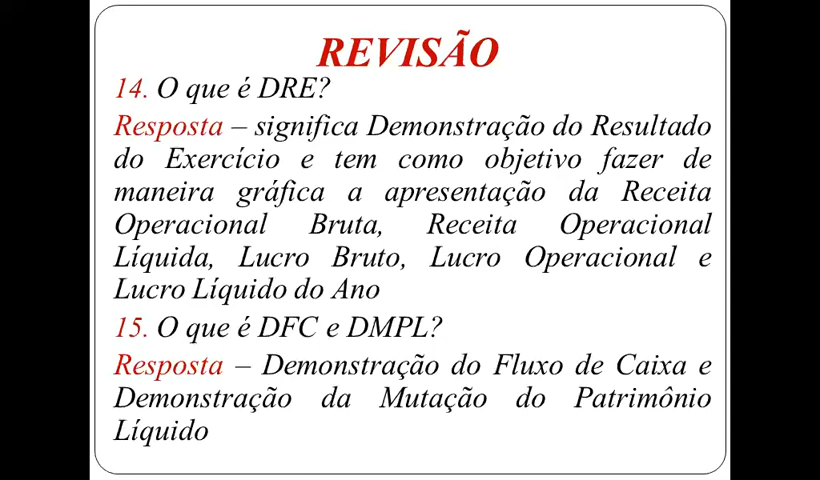 REVISÃO
14. O que é DRE?
Resposta – significa Demonstração do Resultado
do Exercício e tem como objetivo fazer de
maneira gráfica a apresentação da Receita
Operacional Bruta, Receita Operacional
Líquida, Lucro Bruto, Lucro Operacional e
Lucro Líquido do Ano
15. O que é DFC e DMPL?
Resposta – Demonstração do Fluxo de Caixa e
Demonstração da Mutação do Patrimônio
Líquido